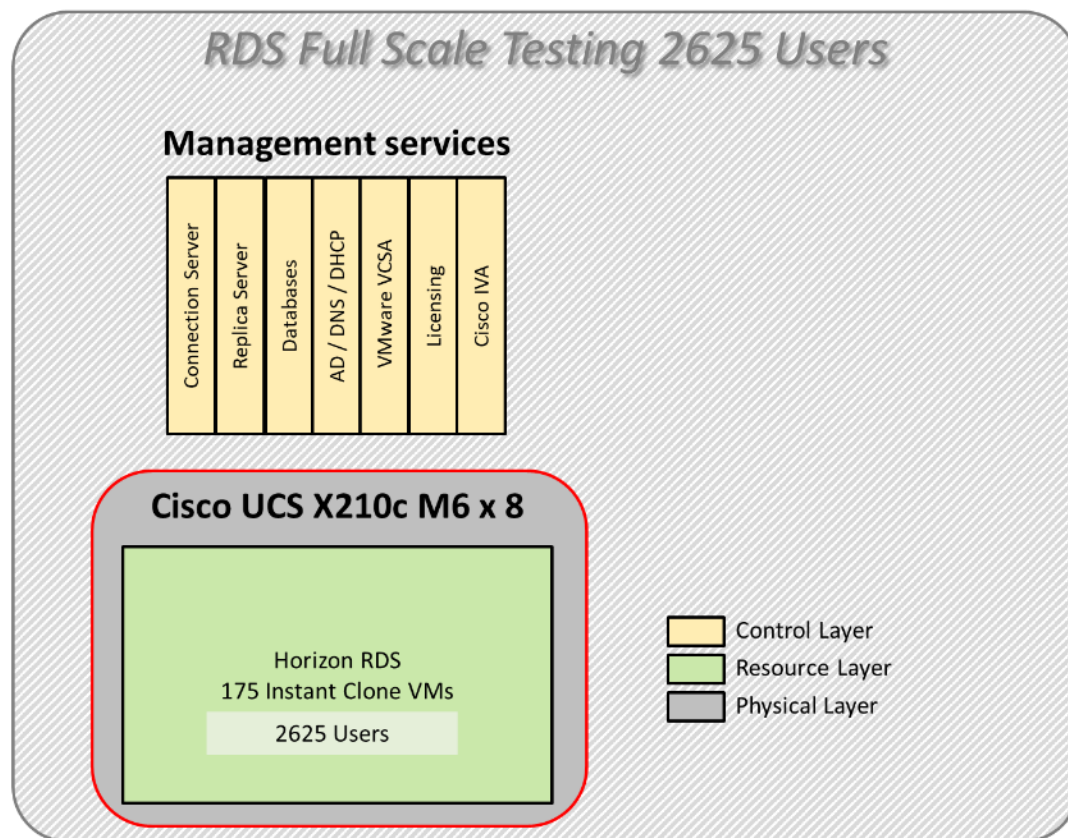 RDS Full Scale Testing 2625 Users
Management services
Connection Server
Replica Server
Databases
AD / DNS / DHCP
VMware VCSA
Licensing
Cisco IVA
Cisco UCS X210c M6 x 8
Horizon RDS
175 Instant Clone VMs
2625 Users
Control Layer
Resource Layer
Physical Layer